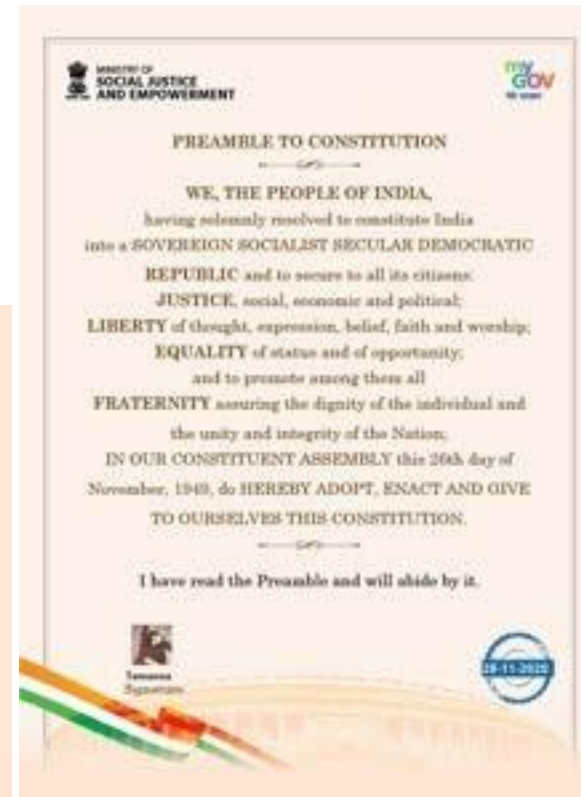 MINISTRY OF
SOCIAL JUSTICE
AND EMPOWERMENT
my
GOV
PREAMBLE TO CONSTITUTION
WE, THE PEOPLE OF INDIA,
having solemnly resolved to constitute India
into a SOVEREIGN SOCIALIST SECULAR DEMOCRATIC
REPUBLIC and to secure to all its citizens:
JUSTICE, social, economic and political;
LIBERTY of thought, expression, belief, faith and worship;
EQUALITY of status and of opportunity;
and to promote among them all
FRATERNITY assuring the dignity of the individual and
the unity and integrity of the Nation;
IN OUR CONSTITUENT ASSEMBLY this 26th day of
November, 1949, do HEREBY ADOPT, ENACT AND GIVE
TO OURSELVES THIS CONSTITUTION.
I have read the Preamble and will abide by it.
Signature